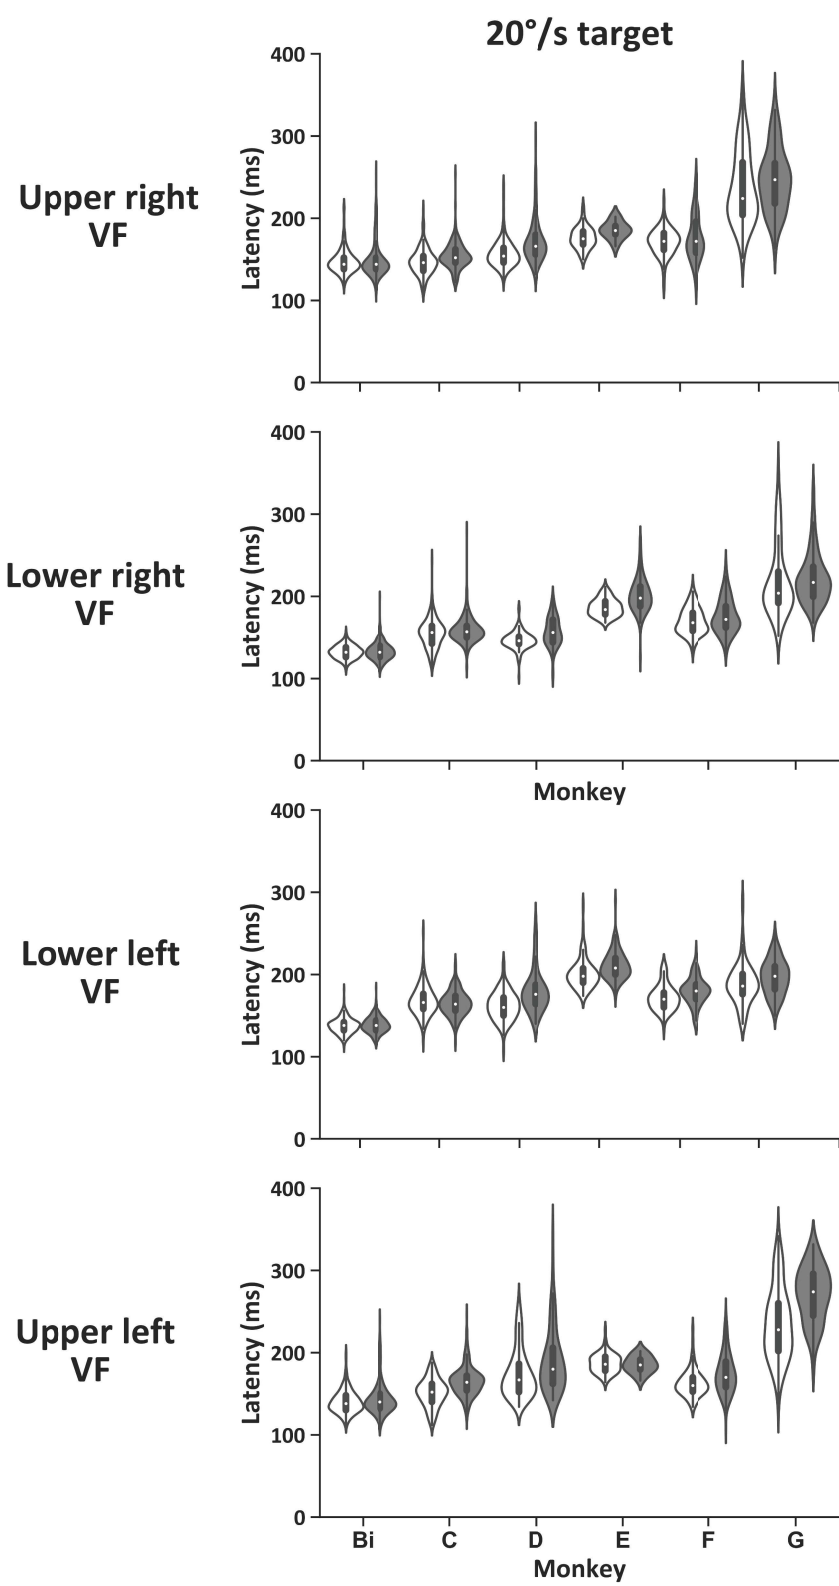 20°/s target
Upper right
VF
Latency (ms)
400
300
200
100
0
Lower right
VF
Latency (ms)
400
300
200
100
0
Monkey
Lower left
VF
Latency (ms)
400
300
200
100
0
Upper left
VF
Latency (ms)
400
300
200
100
0
Bi C D E F G
Monkey